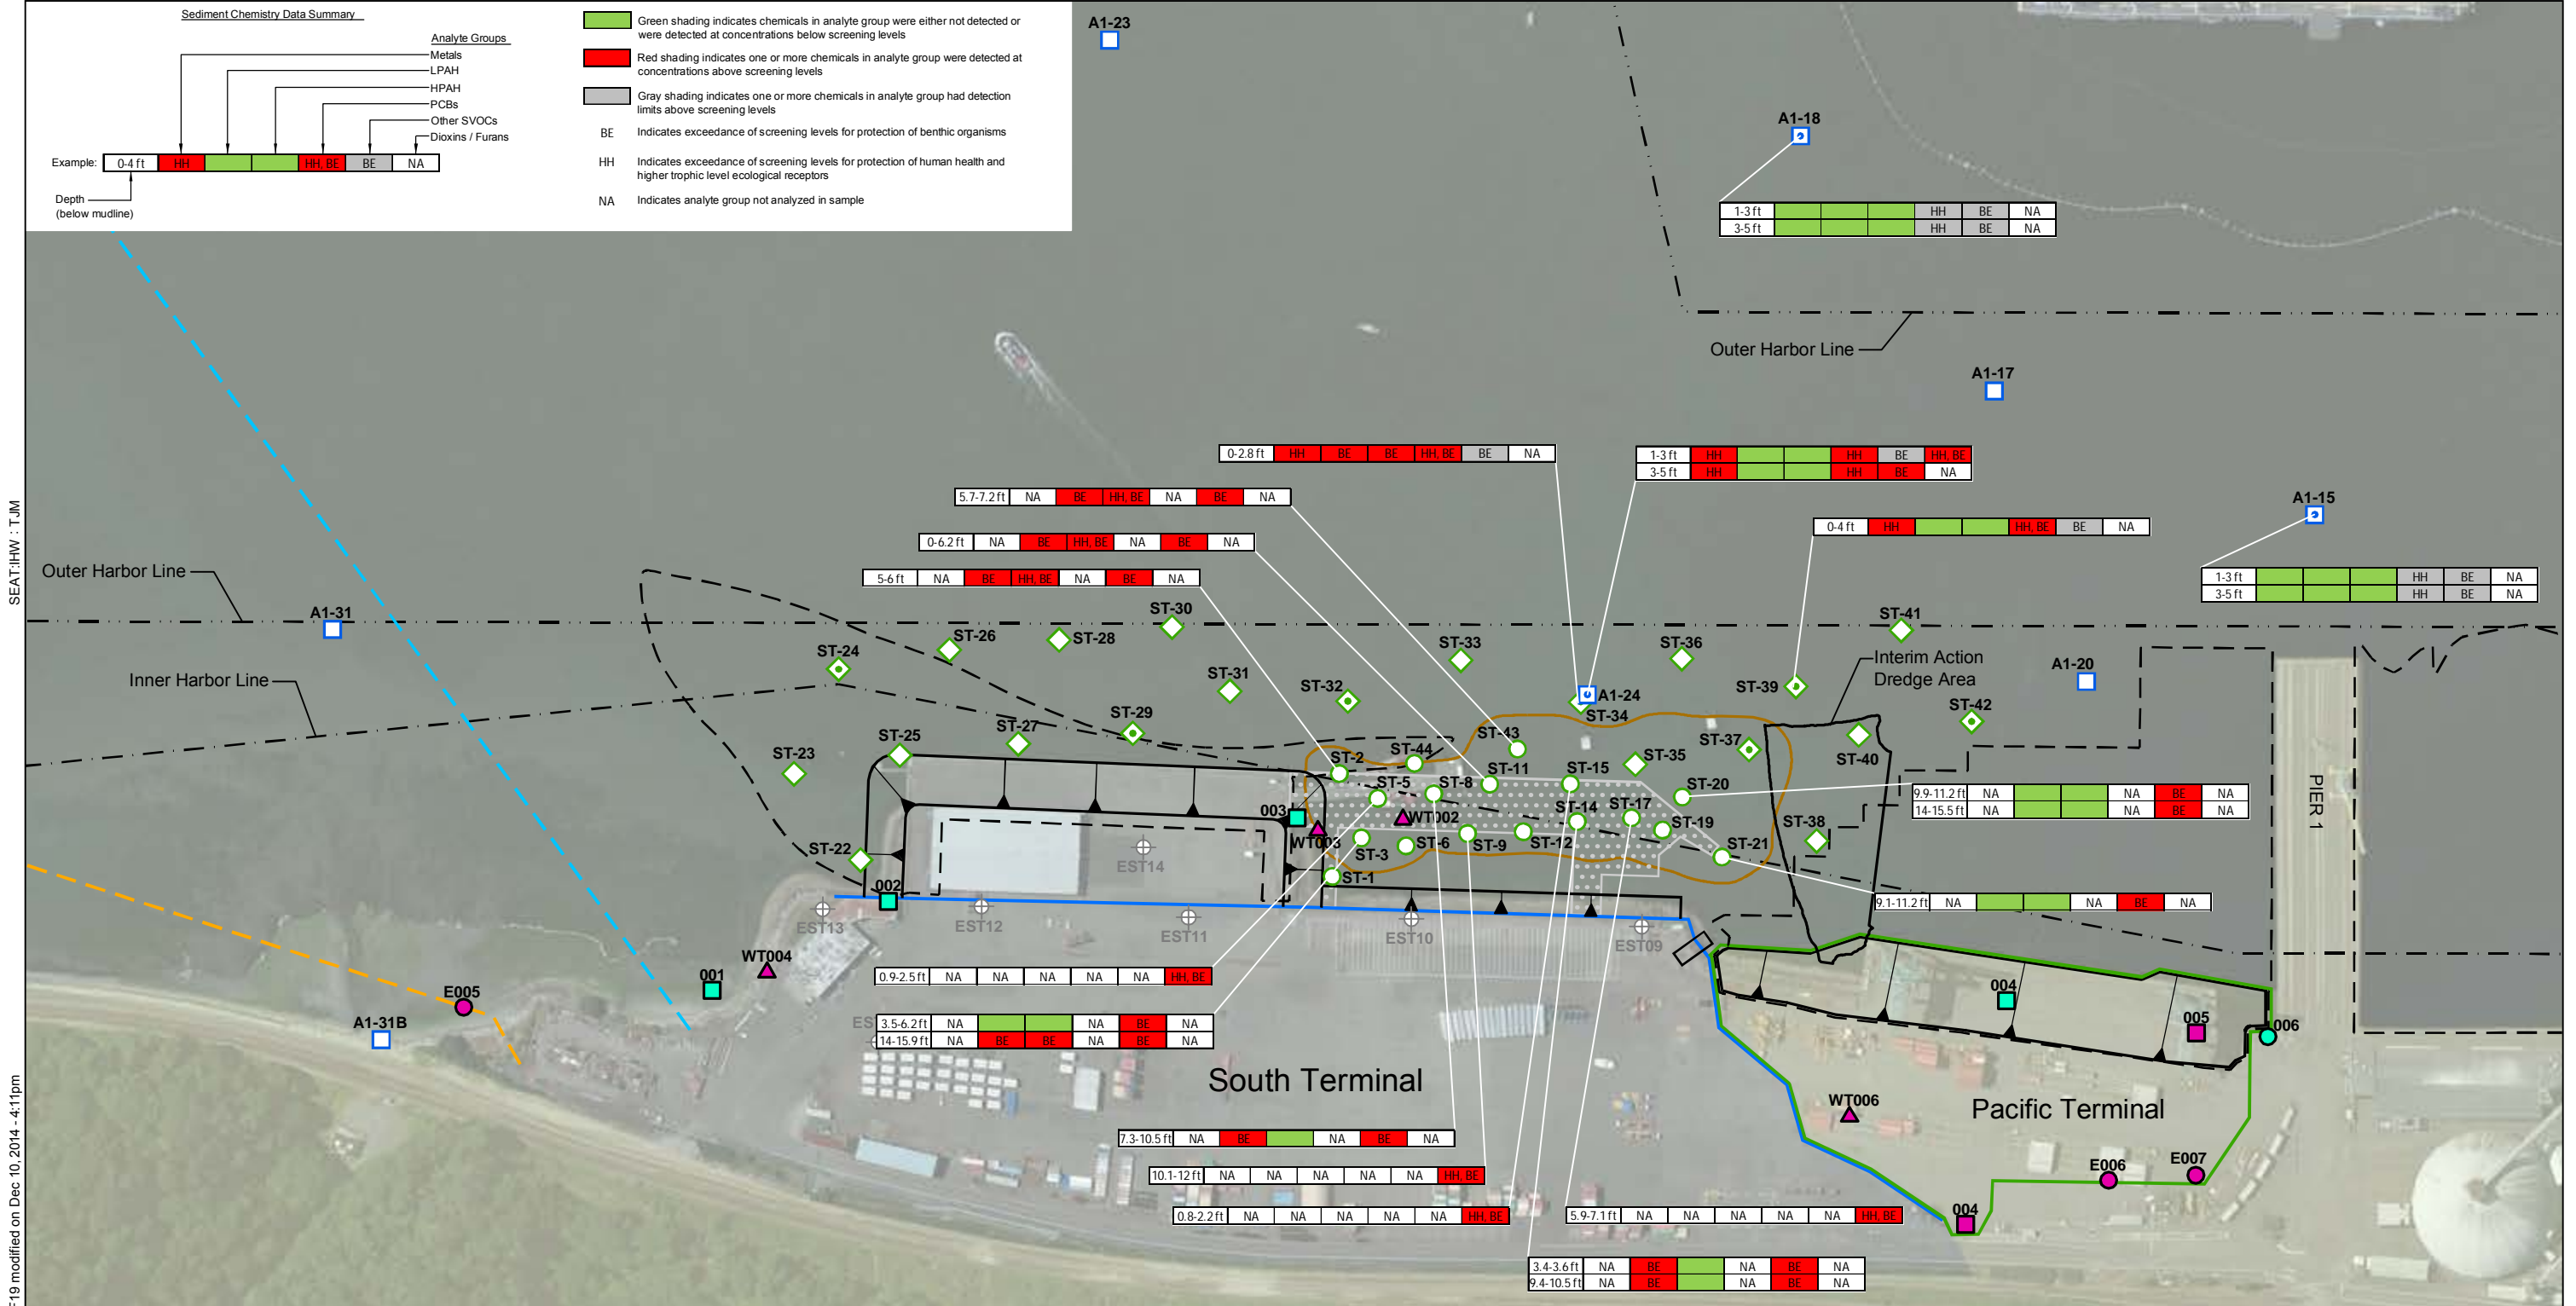 Sediment Chemistry Data Summary
Analyte Groups
Metals
LPAH
HPAH
PCBs
Other SVOCs
Dioxins / Furans
Example: 0-4 ft HH HH, BE BE NA
Depth
(below mudline)
Green shading indicates chemicals in analyte group were either not detected or
were detected at concentrations below screening levels
Red shading indicates one or more chemicals in analyte group were detected at
concentrations above screening levels
Gray shading indicates one or more chemicals in analyte group had detection
limits above screening levels
BE Indicates exceedance of screening levels for protection of benthic organisms
HH Indicates exceedance of screening levels for protection of human health and
higher trophic level ecological receptors
NA Indicates analyte group not analyzed in sample
A1-23
A1-18
1-3 ft HH BE NA
3-5 ft HH BE NA
Outer Harbor Line
A1-17
0-2.8 ft HH BE BE HH, BE BE NA
1-3 ft HH HH BE HH, BE
3-5 ft HH HH BE NA
5.7-7.2 ft NA BE HH, BE NA BE NA
A1-15
0-4 ft HH HH, BE BE NA
0-6.2 ft NA BE HH, BE NA BE NA
5-6 ft NA BE HH, BE NA BE NA
1-3 ft HH BE NA
3-5 ft HH BE NA
Outer Harbor Line
A1-31
Inner Harbor Line
ST-30
ST-41
ST-26
ST-28
ST-24
ST-33
ST-36
Interim Action
Dredge Area
A1-20
ST-31
ST-32
ST-39
A1-24
ST-34
ST-42
ST-29
ST-27
ST-25
ST-23
ST-43
ST-44
ST-2
ST-37
ST-35
ST-40
ST-5
ST-8
ST-11
ST-15
ST-20
9.9-11.2 ft NA NA BE NA
14-15.5 ft NA NA BE NA
PIER 1
003
WT003
WT002
ST-14
ST-17
ST-19
ST-38
ST-3
ST-6
ST-9
ST-12
ST-21
ST-22
EST14
ST-1
002
9.1-11.2 ft NA NA BE NA
EST13
EST12
EST11
EST10
EST09
WT004
001
0.9-2.5 ft NA NA NA NA NA HH, BE
E005
A1-31B
ES
3.5-6.2 ft NA NA BE NA
14-15.9 ft NA BE BE NA BE NA
004
005
006
South Terminal
WT006
Pacific Terminal
7.3-10.5 ft NA BE NA BE NA
10.1-12 ft NA NA NA NA NA HH, BE
E006
E007
0.8-2.2 ft NA NA NA NA NA HH, BE
5.9-7.1 ft NA NA NA NA NA HH, BE
004
3.4-3.6 ft NA BE NA BE NA
9.4-10.5 ft NA BE NA BE NA
SEAT:IHW : TJM
F19 modified on Dec 10, 2014 - 4:11pm